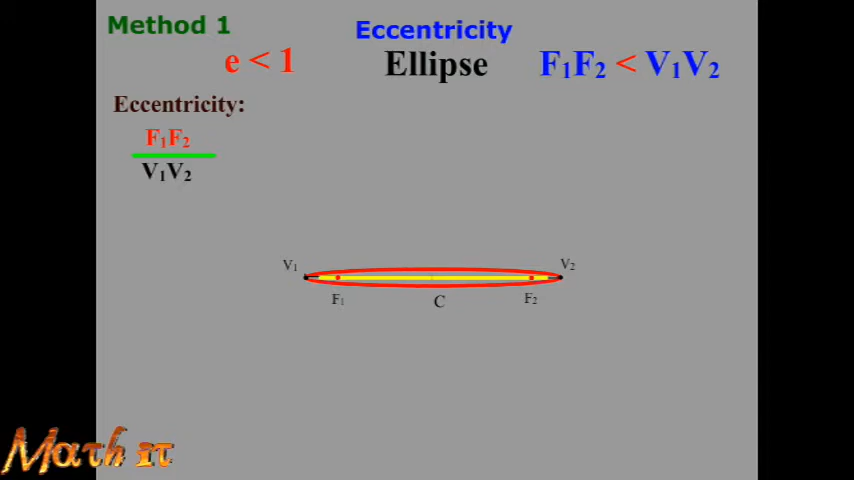 Method 1
Eccentricity
e < 1
Ellipse
F₁F₂ < V₁V₂
Eccentricity:
F₁F₂
V₁V₂
V₁
V₂
F₁
C
F₂
Math It